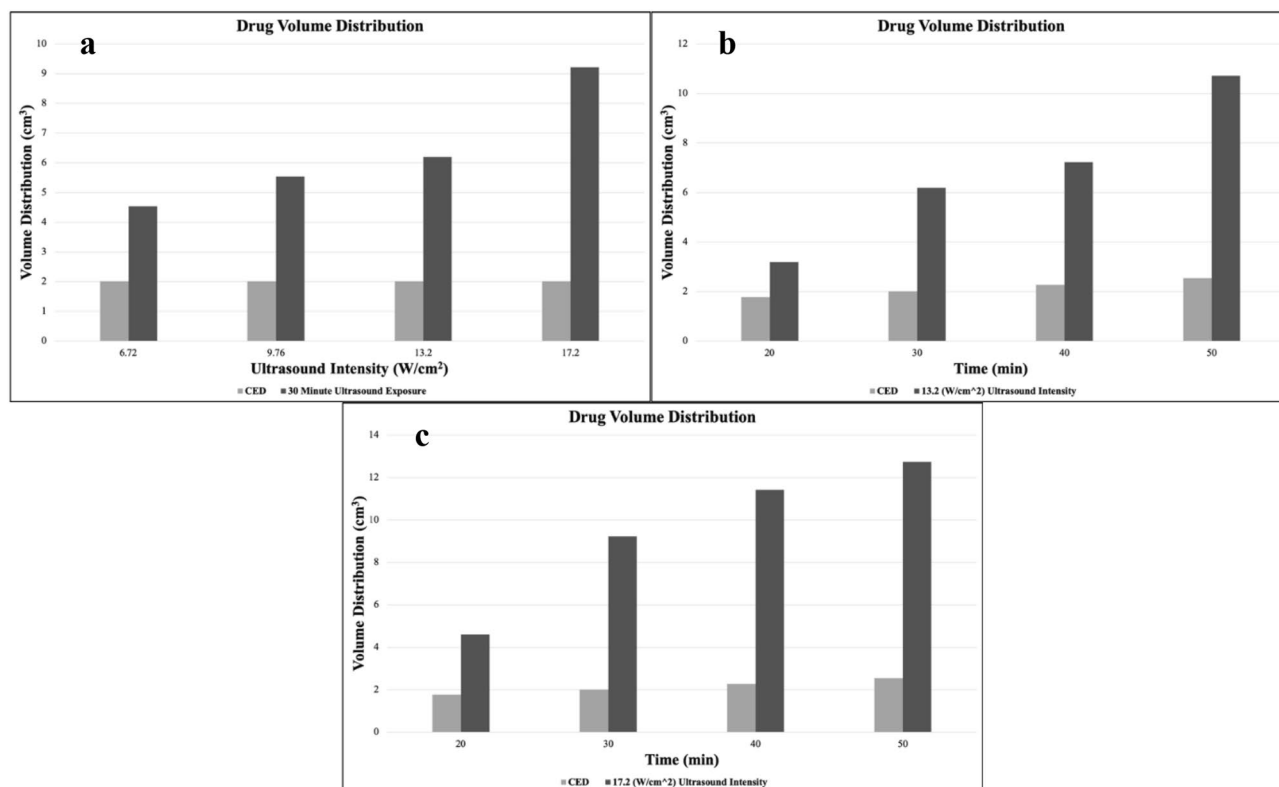 Drug Volume Distribution
a
Volume Distribution (cm³)
10
9
8
7
6
5
4
3
2
1
0
6.72 9.76 13.2 17.2
Ultrasound Intensity (W/cm²)
CED 30 Minute Ultrasound Exposure
Drug Volume Distribution
b
Volume Distribution (cm³)
12
10
8
6
4
2
0
20 30 40 50
Time (min)
CED 13.2 (W/cm^2) Ultrasound Intensity
Drug Volume Distribution
c
Volume Distribution (cm³)
14
12
10
8
6
4
2
0
20 30 40 50
Time (min)
CED 17.2 (W/cm^2) Ultrasound Intensity